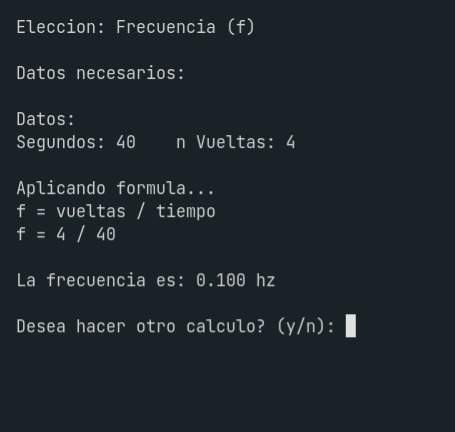 Eleccion: Frecuencia (f)
Datos necesarios:
Datos:
Segundos: 40    n Vueltas: 4
Aplicando formula...
f = vueltas / tiempo
f = 4 / 40
La frecuencia es: 0.100 hz
Desea hacer otro calculo? (y/n):